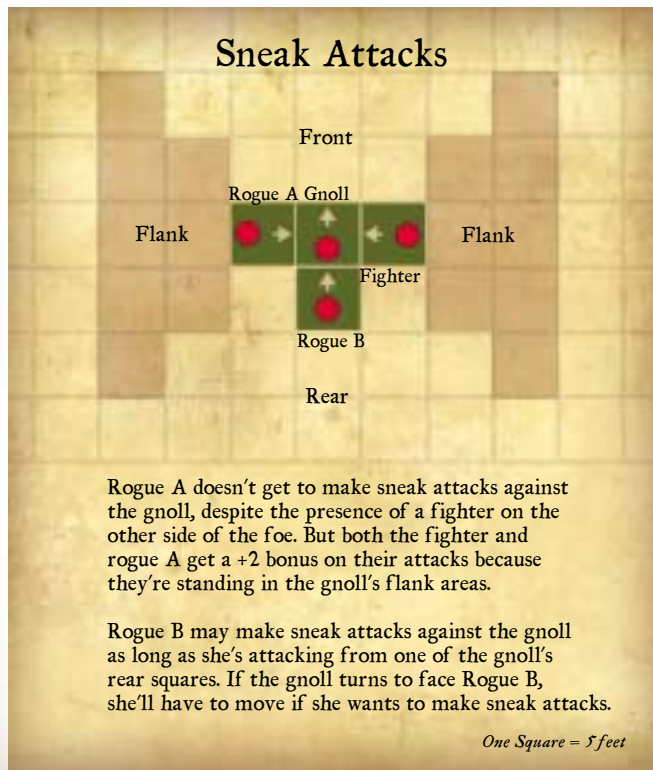 Sneak Attacks
Front
Rogue A Gnoll
Flank
Flank
Fighter
Rogue B
Rear
Rogue A doesn't get to make sneak attacks against
the gnoll, despite the presence of a fighter on the
other side of the foe. But both the fighter and
rogue A get a +2 bonus on their attacks because
they're standing in the gnoll's flank areas.
Rogue B may make sneak attacks against the gnoll
as long as she's attacking from one of the gnoll's
rear squares. If the gnoll turns to face Rogue B,
she'll have to move if she wants to make sneak attacks.
One Square = 5 feet